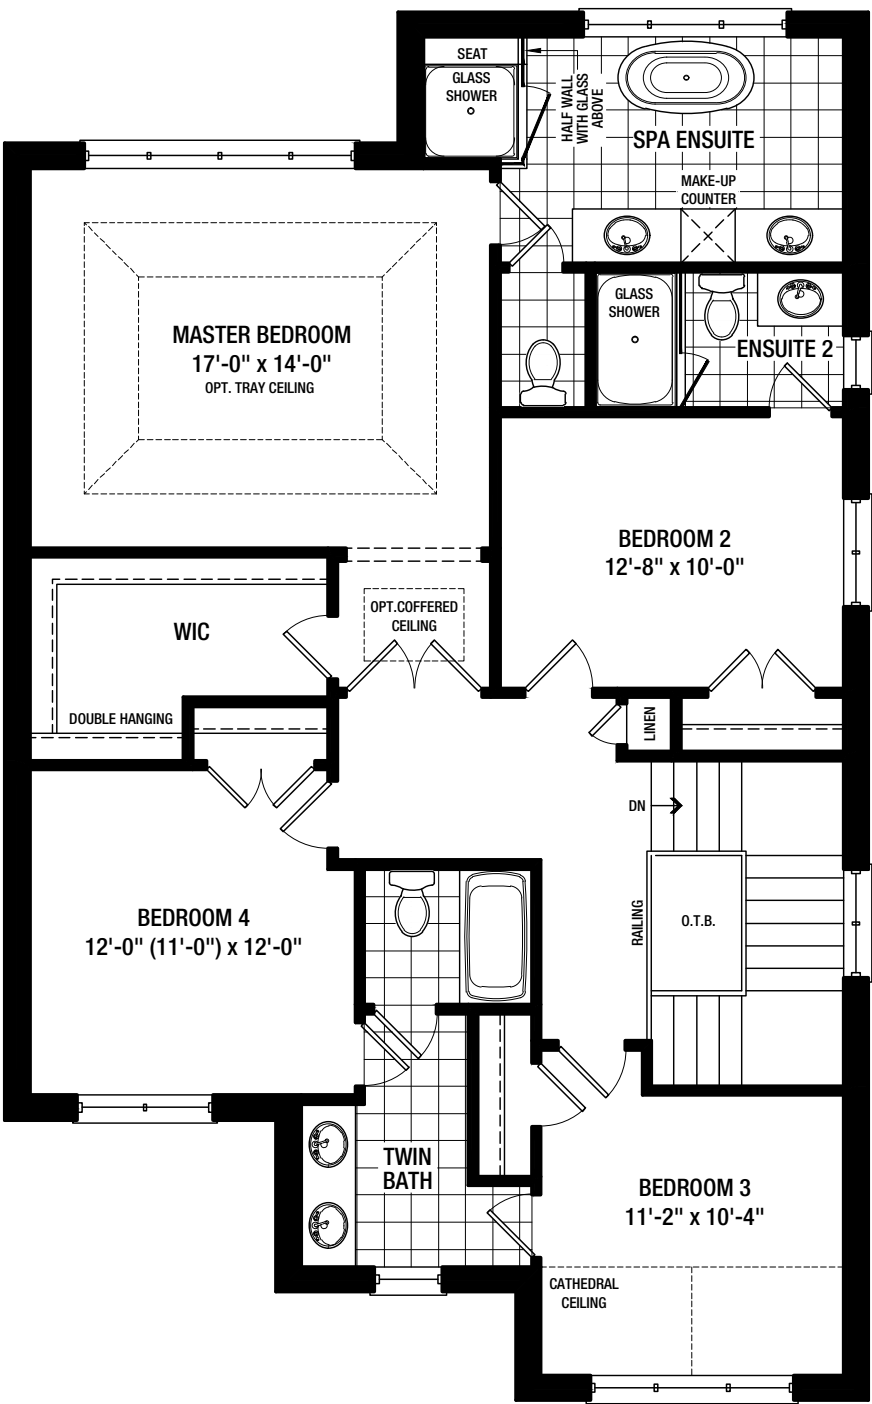 SEAT
GLASS
SHOWER
HALF WALL
WITH GLASS
ABOVE
SPA ENSUITE
MAKE-UP
COUNTER
MASTER BEDROOM
17'-0" x 14'-0"
OPT. TRAY CEILING
GLASS
SHOWER
ENSUITE 2
BEDROOM 2
12'-8" x 10'-0"
OPT.COFFERED
CEILING
WIC
DOUBLE HANGING
LINEN
DN
RAILING
O.T.B.
BEDROOM 4
12'-0" (11'-0") x 12'-0"
TWIN
BATH
BEDROOM 3
11'-2" x 10'-4"
CATHEDRAL
CEILING